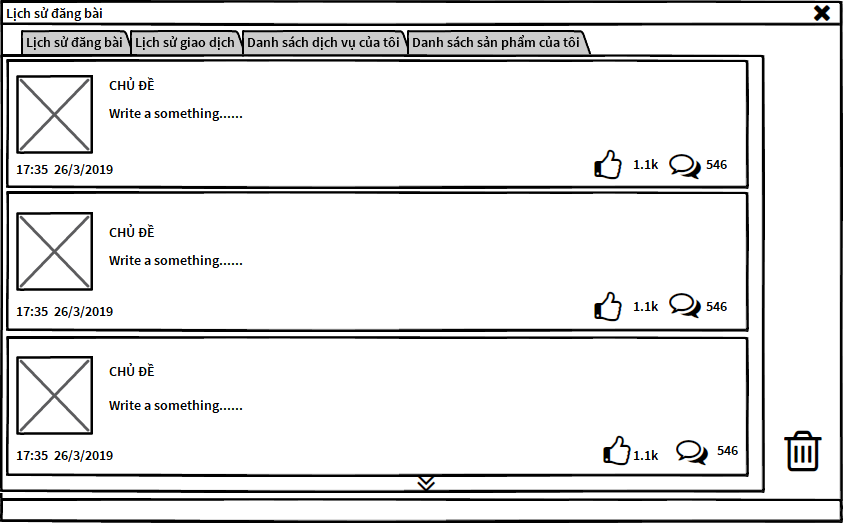 Lịch sử đăng bài
Lịch sử đăng bài Lịch sử giao dịch Danh sách dịch vụ của tôi Danh sách sản phẩm của tôi
CHỦ ĐỀ
Write a something......
17:35 26/3/2019 1.1k 546
CHỦ ĐỀ
Write a something......
17:35 26/3/2019 1.1k 546
CHỦ ĐỀ
Write a something......
17:35 26/3/2019 1.1k 546